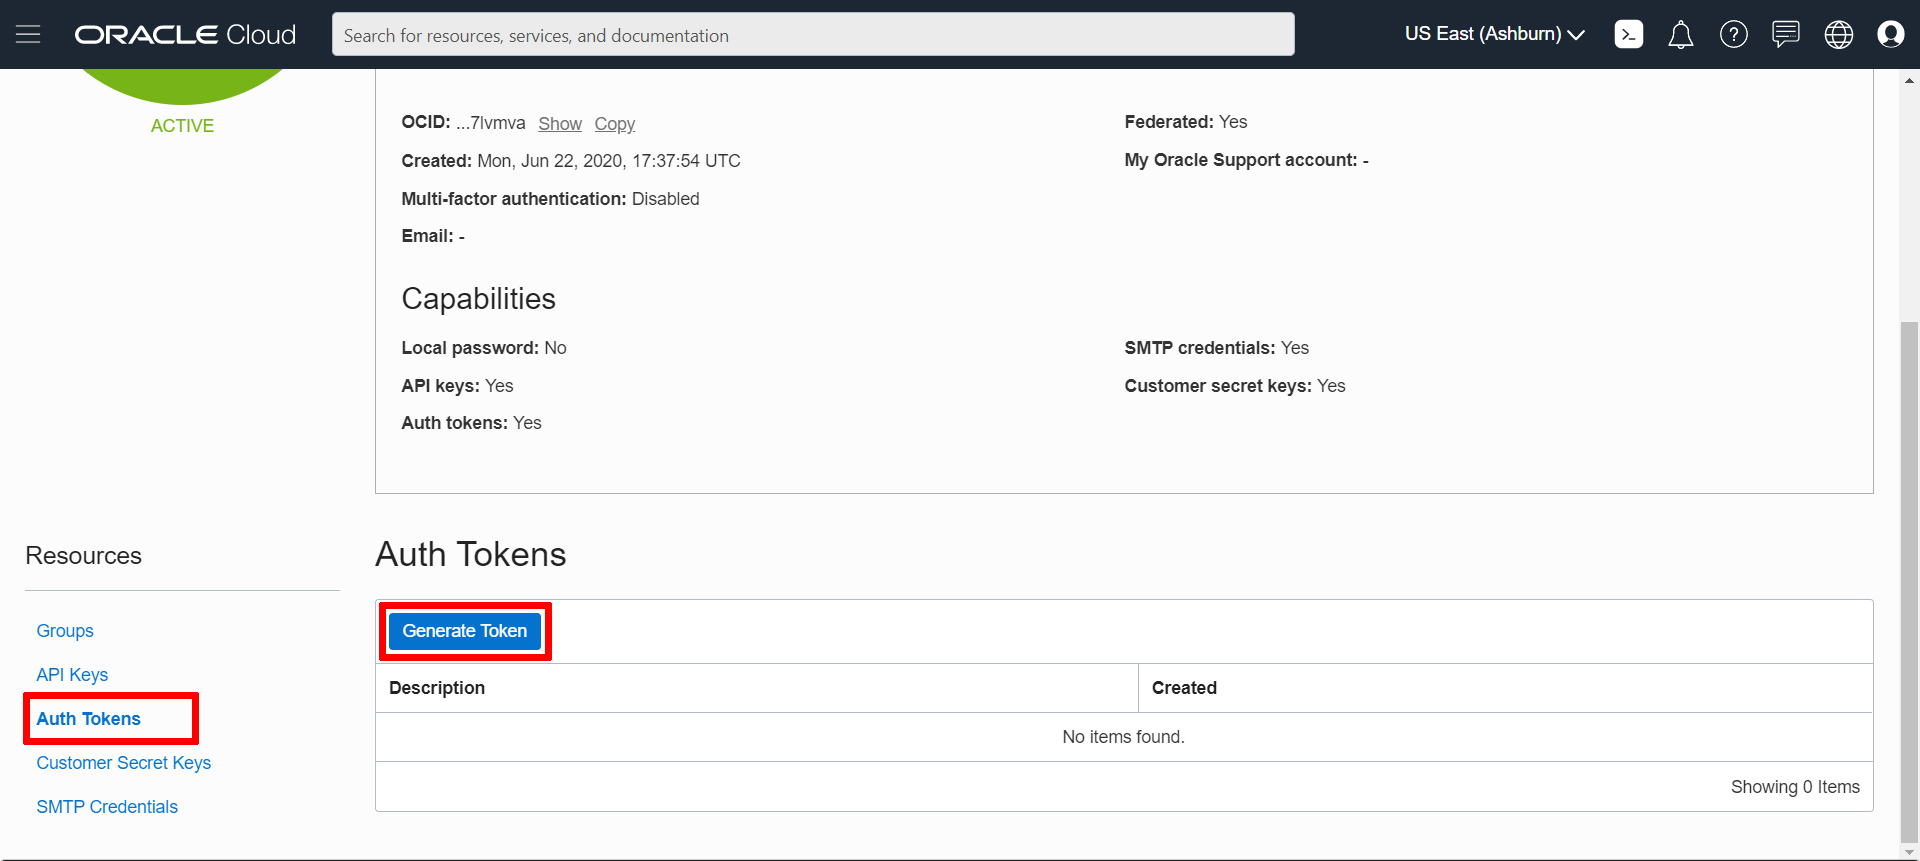 ORACLE Cloud
Search for resources, services, and documentation
US East (Ashburn)
ACTIVE
OCID: ...7lvmva Show Copy
Federated: Yes
Created: Mon, Jun 22, 2020, 17:37:54 UTC
My Oracle Support account: -
Multi-factor authentication: Disabled
Email: -
Capabilities
Local password: No
SMTP credentials: Yes
API keys: Yes
Customer secret keys: Yes
Auth tokens: Yes
Resources
Groups
API Keys
Auth Tokens
Customer Secret Keys
SMTP Credentials
Auth Tokens
Generate Token
Description Created
No items found.
Showing 0 Items